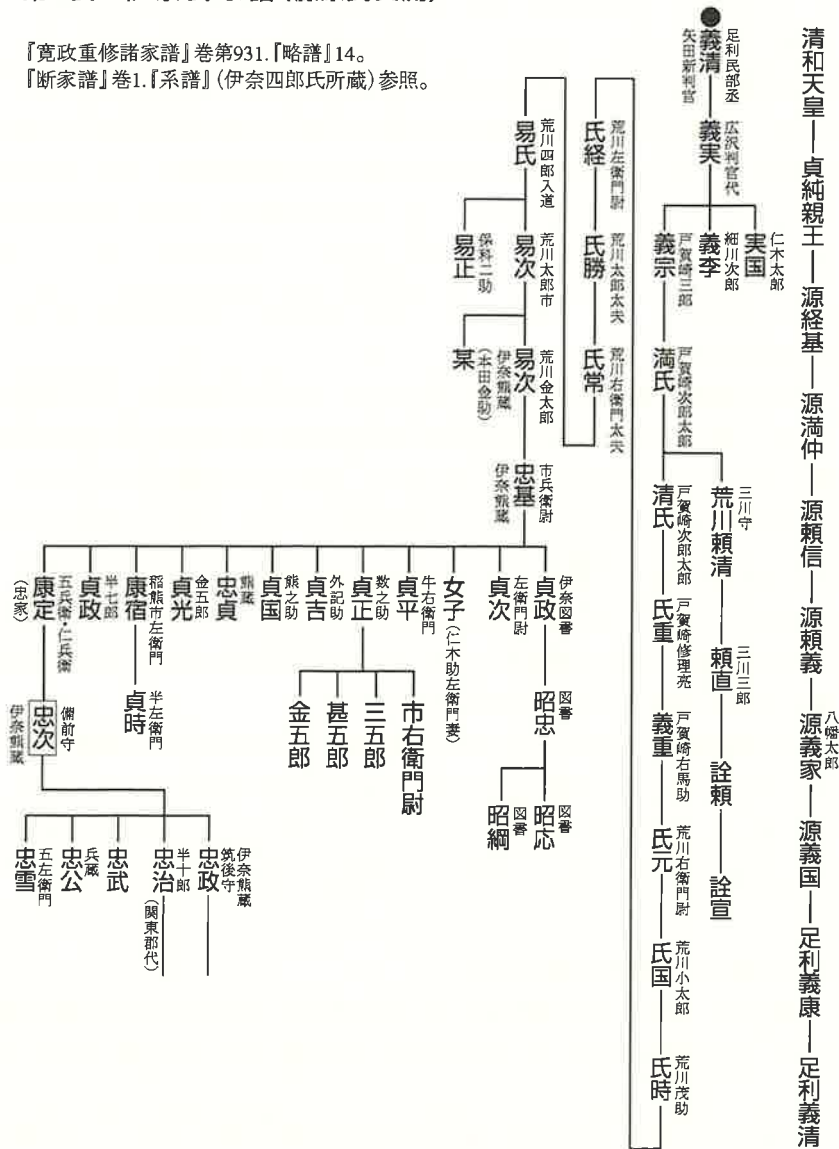 『寛政重修諸家譜』巻第931.『略譜』14。
『断家譜』巻1.『系譜』(伊奈四郎氏所蔵)参照。
清和天皇―貞純親王―源経基―源満仲―源頼信―源頼義―源義家―源義国―足利義康―足利義清
八幡太郎
足利民部丞
義清
矢田新判官
広沢判官代
義実
仁木太郎
実国
細川次郎
義季
戸賀崎三郎
義宗
戸賀崎次郎太郎
満氏
三川守
荒川頼清
三川三郎
頼直
詮頼
詮宣
戸賀崎次郎太郎
清氏
戸賀崎修理亮
氏重
戸賀崎右馬助
義重
荒川右衛門尉
氏元
荒川小太郎
氏国
荒川茂助
氏時
荒川左衛門尉
氏経
荒川太郎太夫
氏勝
荒川右衛門太夫
氏常
荒川四郎入道
易氏
荒川太郎市
易次
保科二助
易正
荒川金太郎
易次
伊奈熊蔵
某
(本田金助)
市兵衛尉
忠基
伊奈熊蔵
伊奈図書
貞政
左衛門尉
貞次
女子
(仁木助左衛門妻)
牛右衛門
貞平
数之助
貞正
外記助
貞吉
熊之助
貞国
熊蔵
忠貞
金五郎
貞光
稲熊市左衛門
康宿
半七郎
貞政
五兵衛・仁兵衛
康定
(忠家)
図書
昭忠
図書
昭応
図書
昭綱
市右衛門尉
三五郎
甚五郎
金五郎
半左衛門
貞時
備前守
忠次
伊奈熊蔵
伊奈熊蔵
筑後守
忠政
半十郎
忠治
(関東郡代)
忠武
兵蔵
忠公
五左衛門
忠雪